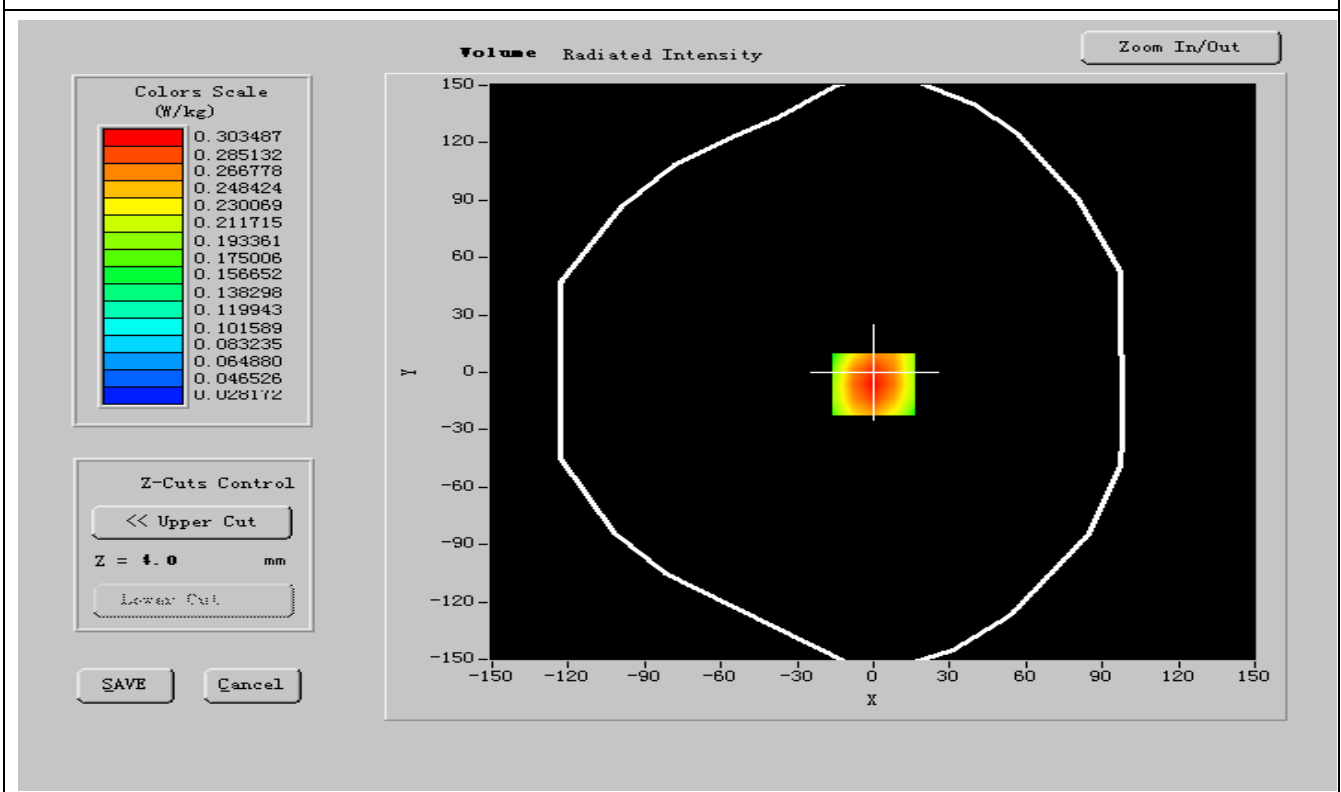 Volume Radiated Intensity
Zoom In/Out
Colors Scale
(W/kg)
0.303487
0.285132
0.266778
0.248424
0.230069
0.211715
0.193361
0.175006
0.156652
0.138298
0.119943
0.101589
0.083235
0.064880
0.046526
0.028172
Z-Cuts Control
<< Upper Cut
Z = 4.0 mm
Lower Cut
SAVE Cancel
150
120
90
60
30
0
-30
-60
-90
-120
-150
Y
-150 -120 -90 -60 -30 0 30 60 90 120 150
X